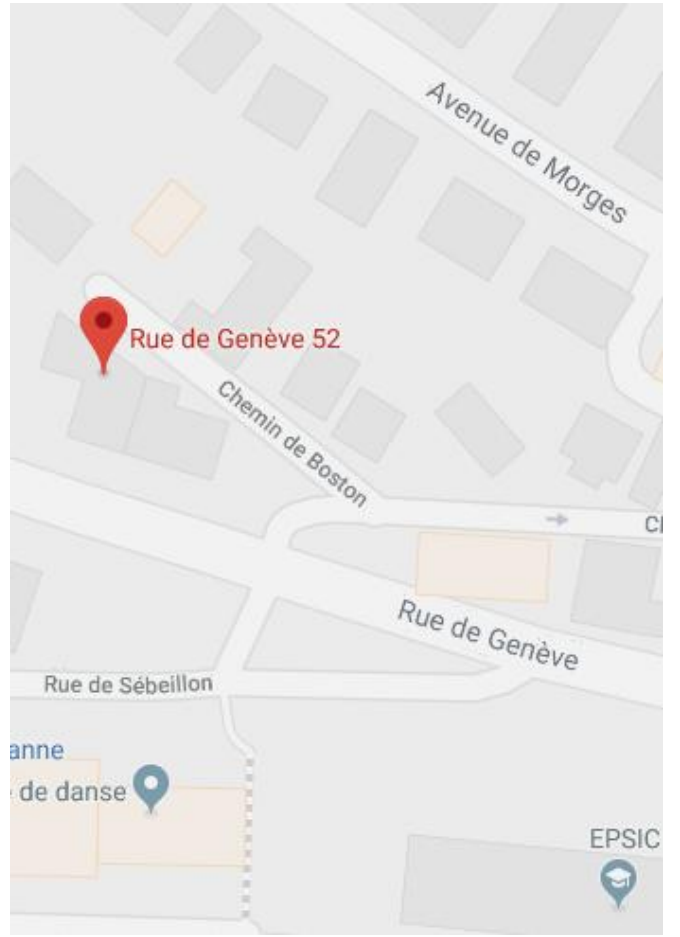 Avenue de Morges
Rue de Genève 52
Chemin de Boston
Rue de Genève
Rue de Sébeillon
anne
de danse
EPSIC